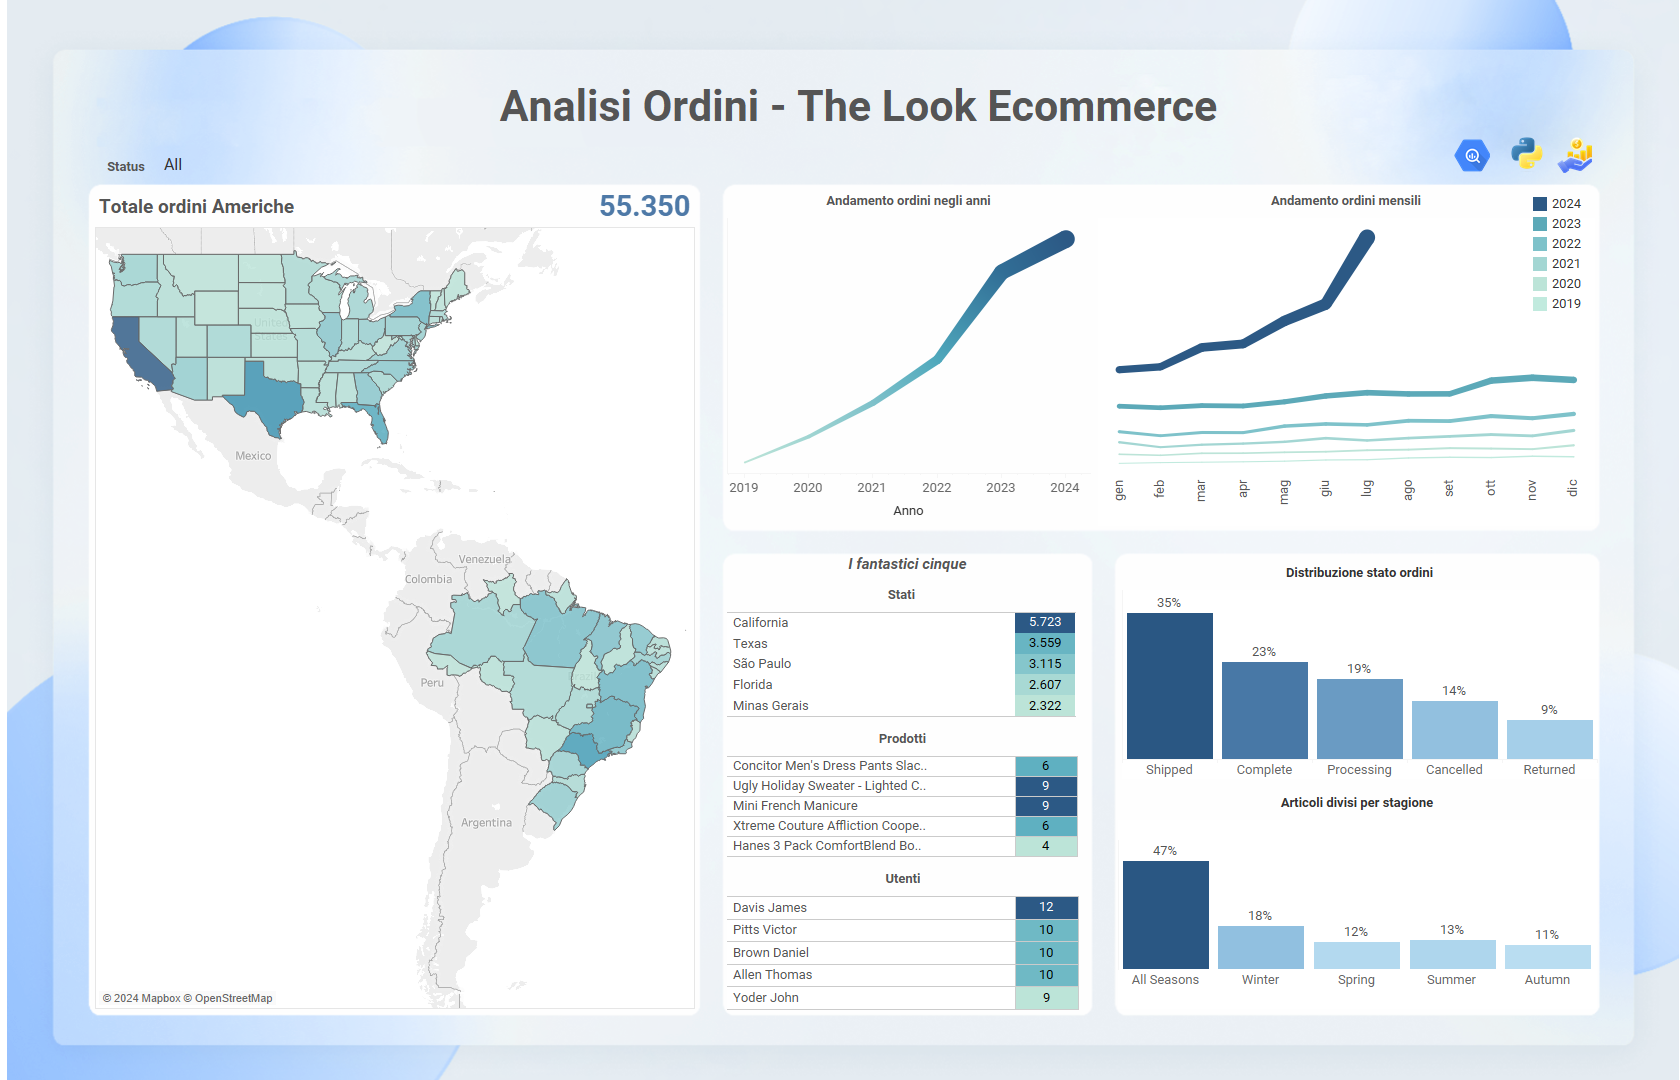 Analisi Ordini - The Look Ecommerce
Status All
Totale ordini Americhe 55.350
United
States
Mexico
Venezuela
Colombia
Brazil
Peru
Argentina
© 2024 Mapbox © OpenStreetMap
Andamento ordini negli anni
2019 2020 2021 2022 2023 2024
Anno
Andamento ordini mensili
2024
2023
2022
2021
2020
2019
gen feb mar apr mag giu lug ago set ott nov dic
I fantastici cinque
Stati
California 5.723
Texas 3.559
São Paulo 3.115
Florida 2.607
Minas Gerais 2.322
Prodotti
Concitor Men's Dress Pants Slac.. 6
Ugly Holiday Sweater - Lighted C.. 9
Mini French Manicure 9
Xtreme Couture Affliction Coope.. 6
Hanes 3 Pack ComfortBlend Bo.. 4
Utenti
Davis James 12
Pitts Victor 10
Brown Daniel 10
Allen Thomas 10
Yoder John 9
Distribuzione stato ordini
35% 23% 19% 14% 9%
Shipped Complete Processing Cancelled Returned
Articoli divisi per stagione
47% 18% 12% 13% 11%
All Seasons Winter Spring Summer Autumn